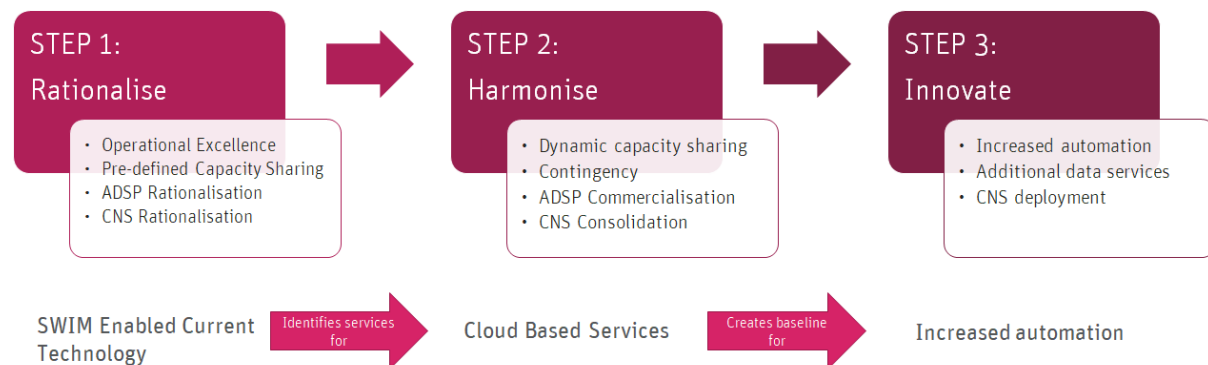 STEP 1:
Rationalise
• Operational Excellence
• Pre-defined Capacity Sharing
• ADSP Rationalisation
• CNS Rationalisation
STEP 2:
Harmonise
• Dynamic capacity sharing
• Contingency
• ADSP Commercialisation
• CNS Consolidation
STEP 3:
Innovate
• Increased automation
• Additional data services
• CNS deployment
SWIM Enabled Current
Technology
Identifies services
for
Cloud Based Services
Creates baseline
for
Increased automation